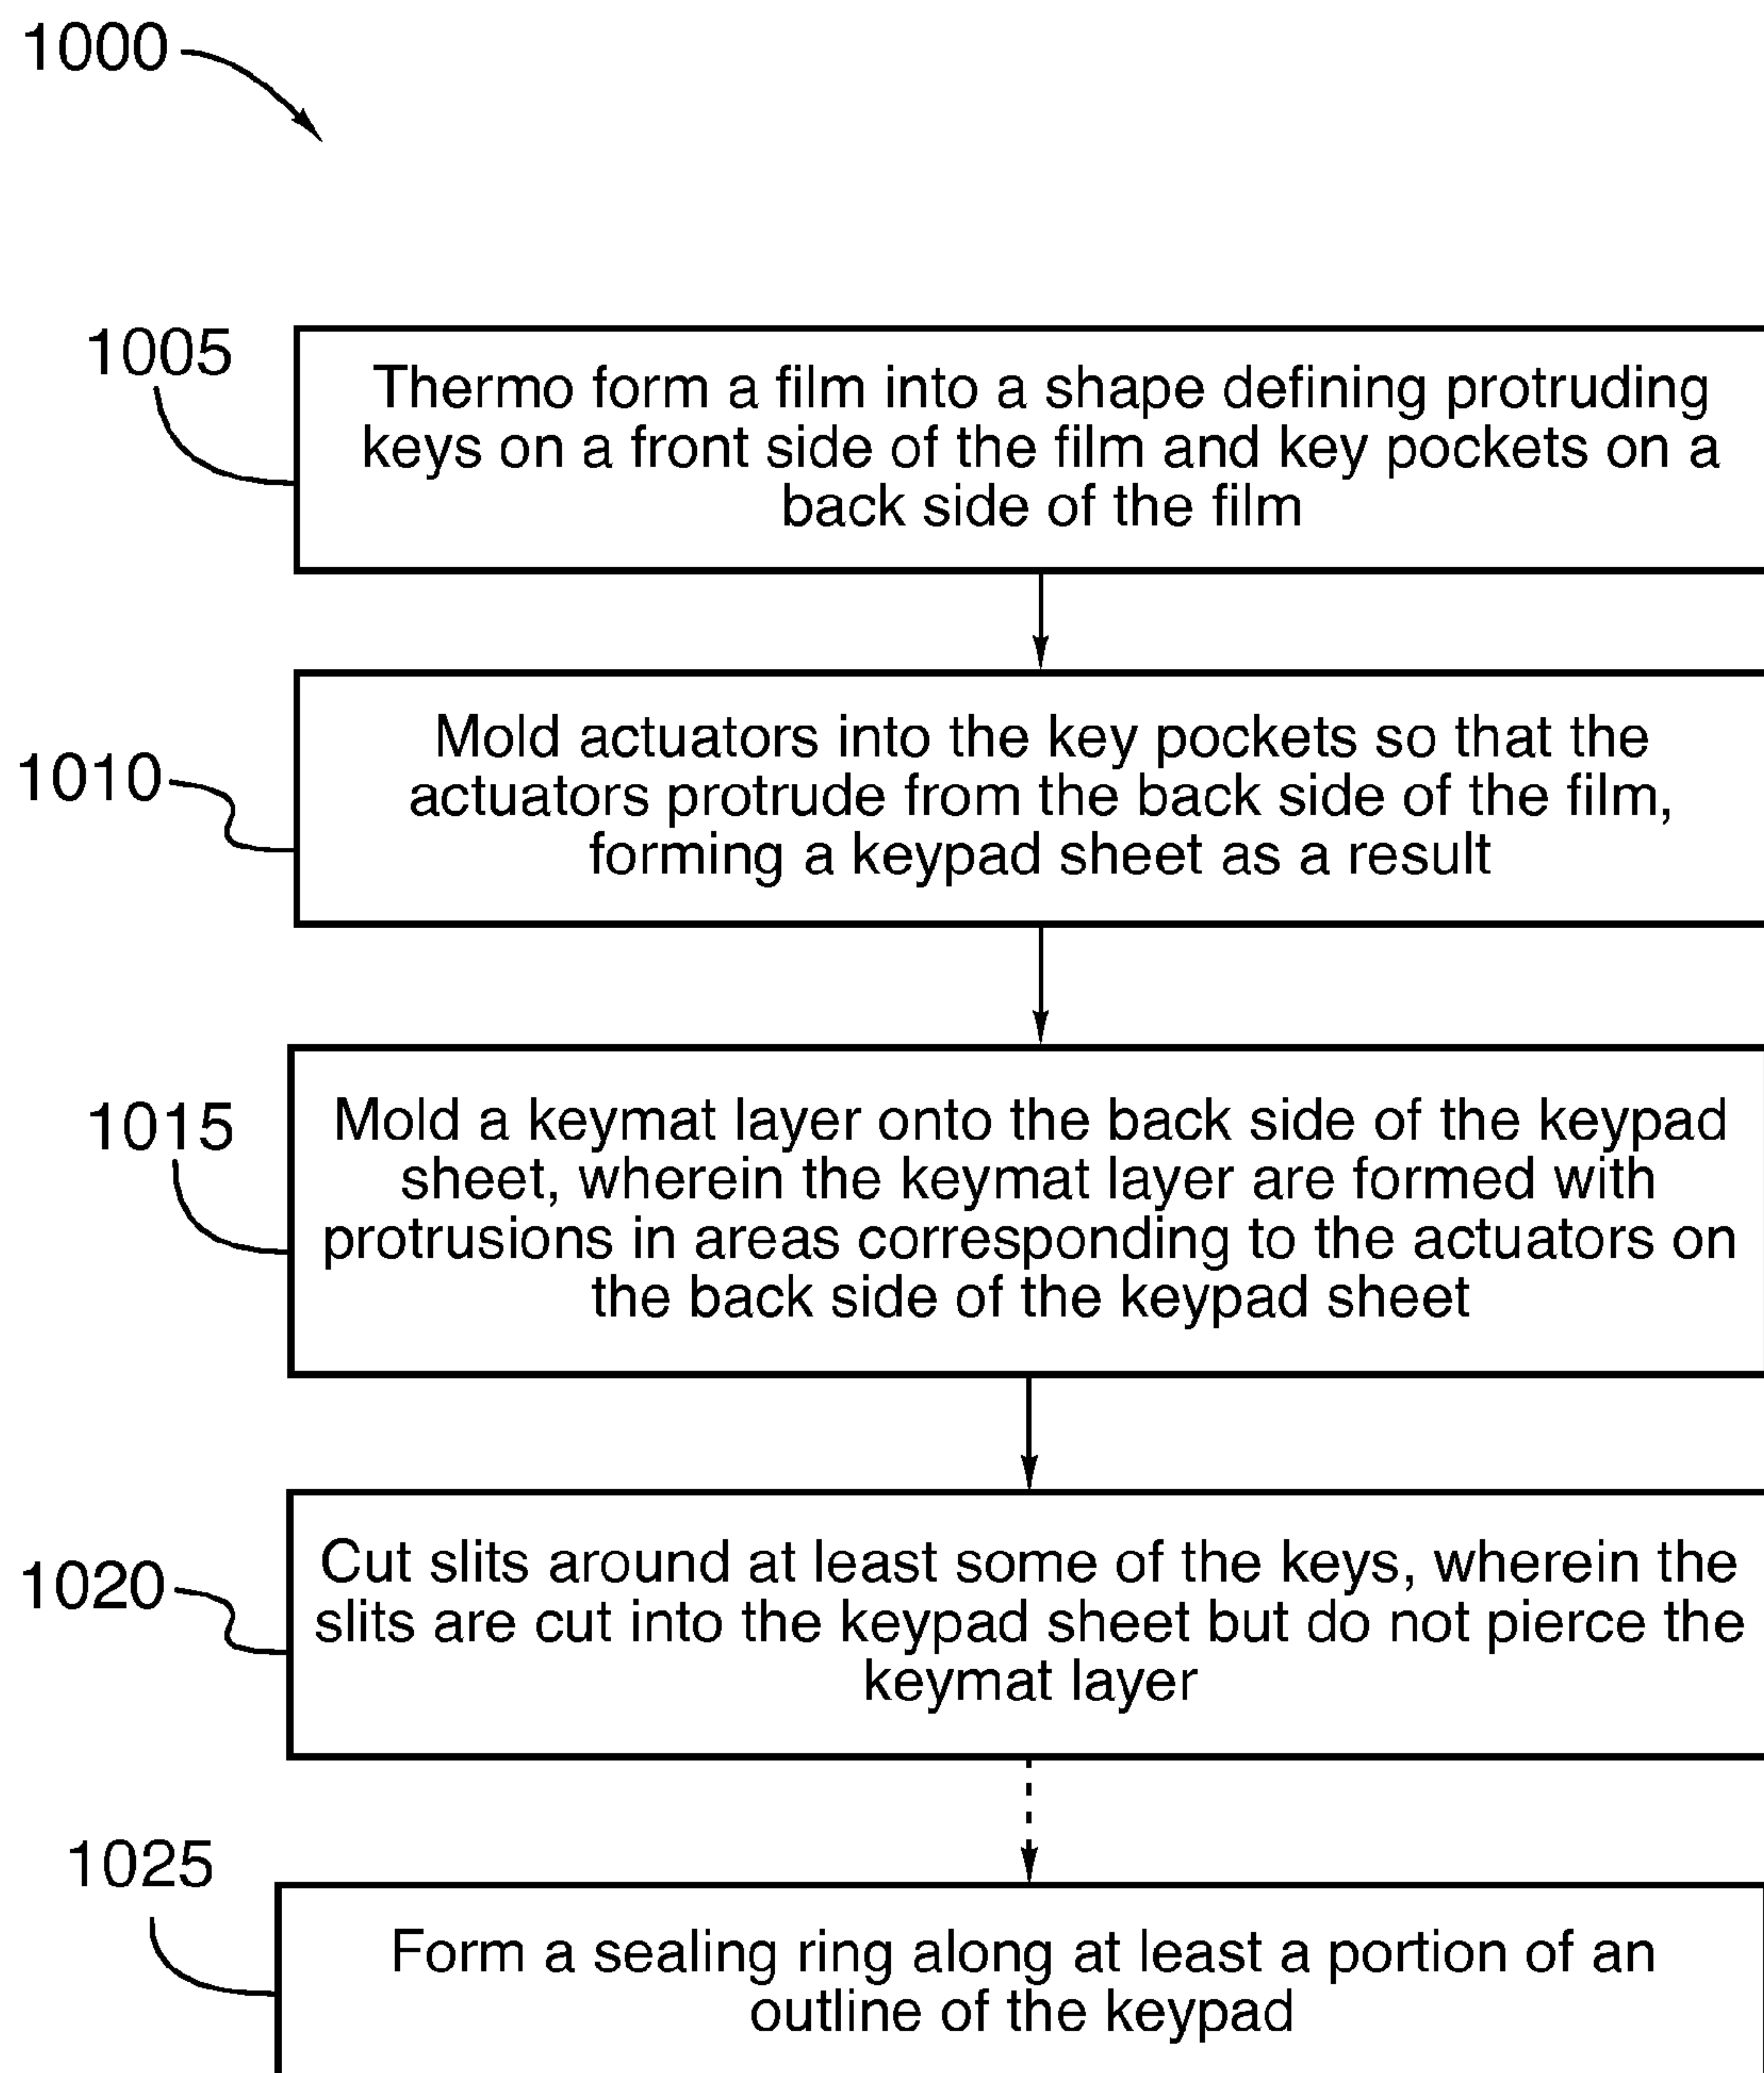 1000
1005
Thermo form a film into a shape defining protruding
keys on a front side of the film and key pockets on a
back side of the film
1010
Mold actuators into the key pockets so that the
actuators protrude from the back side of the film,
forming a keypad sheet as a result
1015
Mold a keymat layer onto the back side of the keypad
sheet, wherein the keymat layer are formed with
protrusions in areas corresponding to the actuators on
the back side of the keypad sheet
1020
Cut slits around at least some of the keys, wherein the
slits are cut into the keypad sheet but do not pierce the
keymat layer
1025
Form a sealing ring along at least a portion of an
outline of the keypad